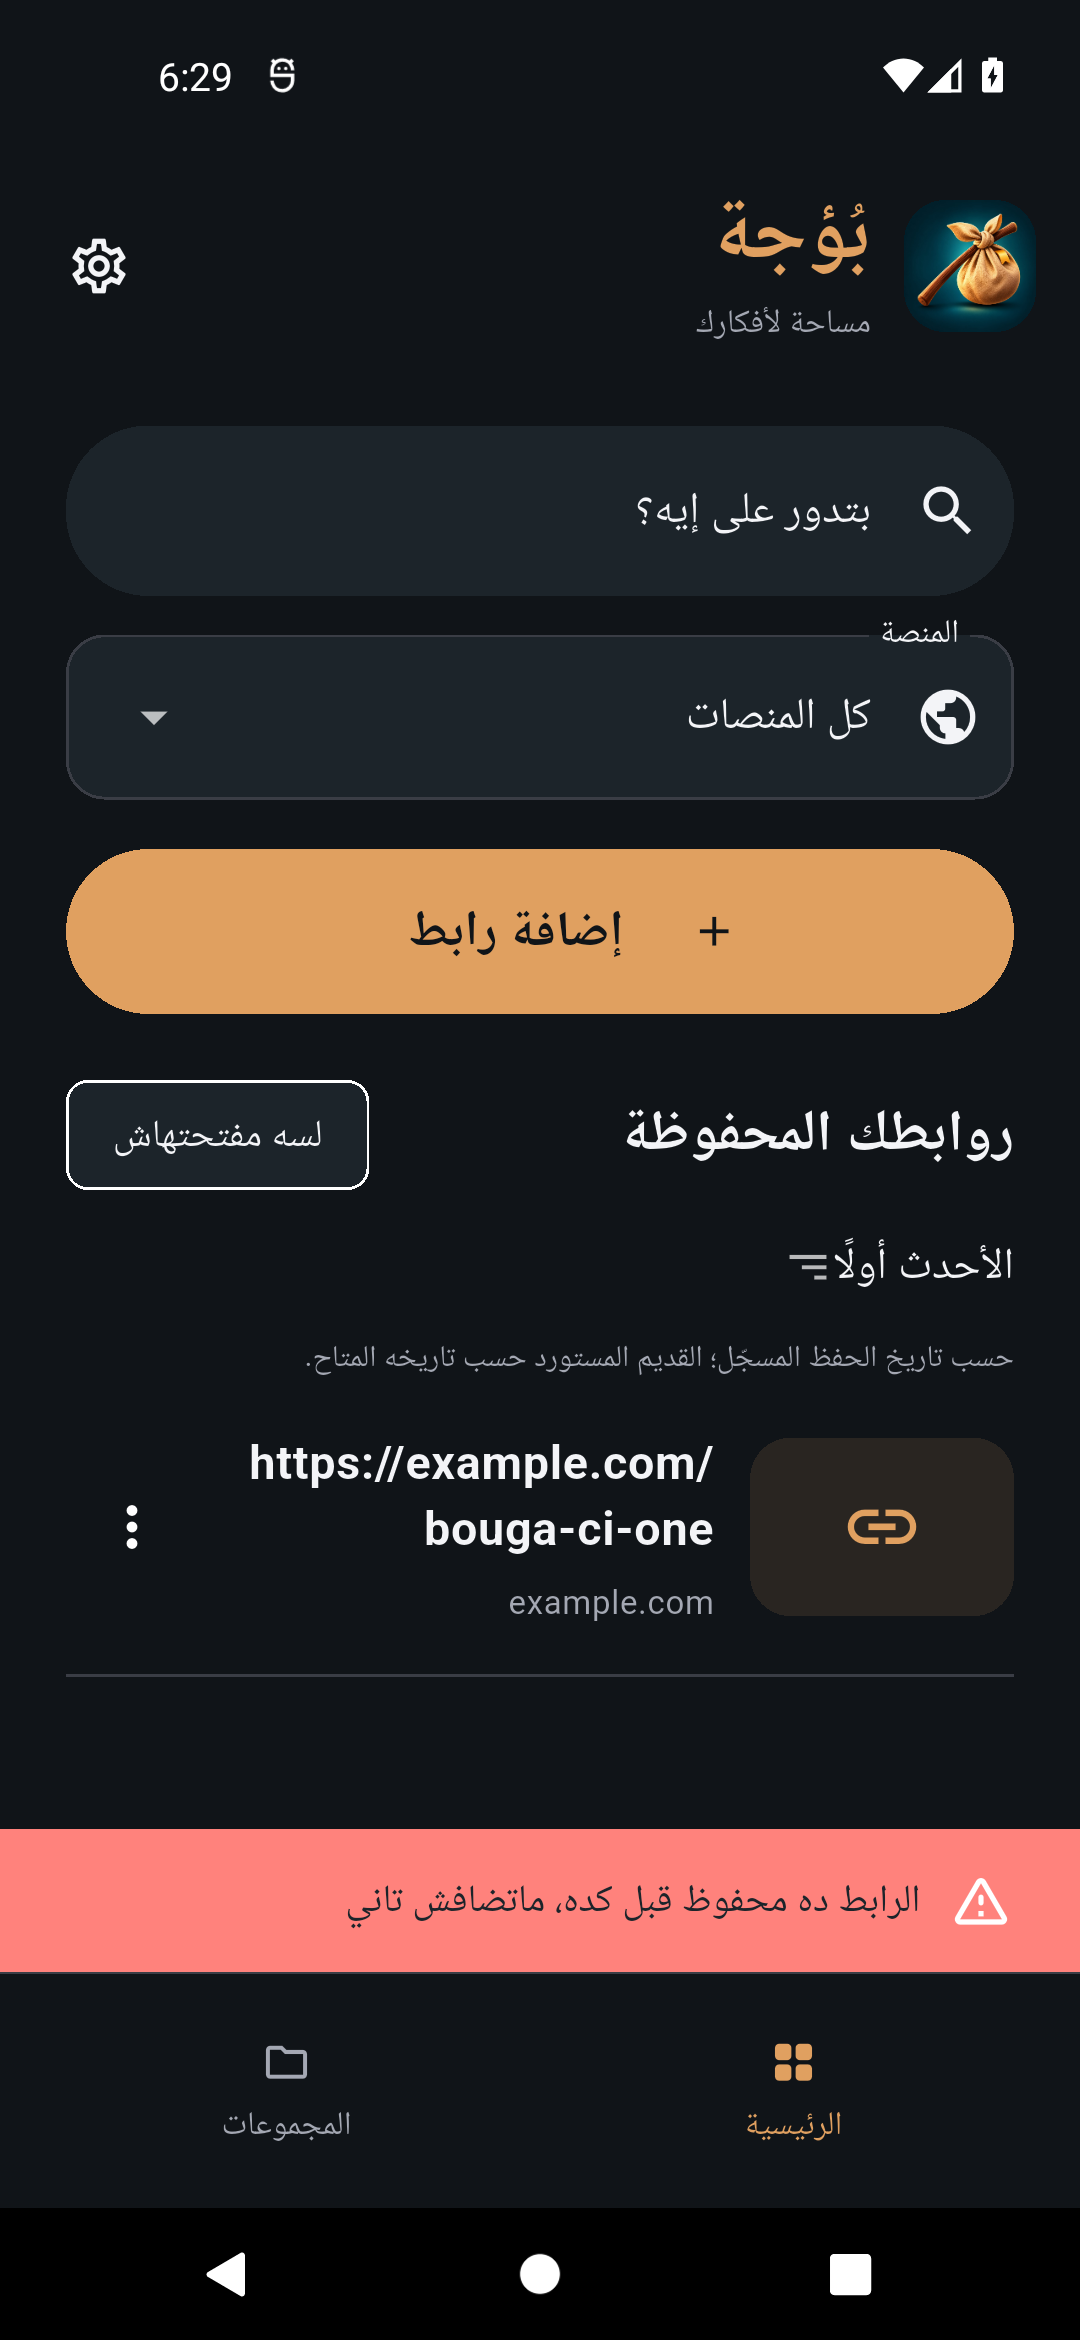 6:29
بُؤجة
مساحة لأفكارك
بتدور على إيه؟
المنصة
كل المنصات
إضافة رابط +
روابطك المحفوظة
لسه مفتحتهاش
الأحدث أولًا
حسب تاريخ الحفظ المسجّل؛ القديم المستورد حسب تاريخه المتاح.
https://example.com/
bouga-ci-one
example.com
الرابط ده محفوظ قبل كده، ماتضافش تاني
الرئيسية
المجموعات